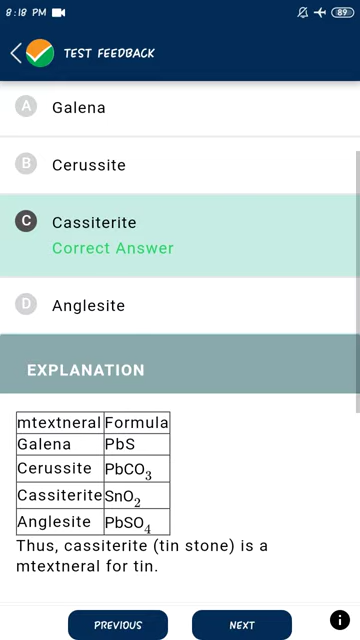 8:18 PM 89
TEST FEEDBACK
A Galena
B Cerussite
C Cassiterite
Correct Answer
D Anglesite
EXPLANATION
mtextneral Formula
Galena PbS
Cerussite PbCO₃
Cassiterite SnO₂
Anglesite PbSO₄
Thus, cassiterite (tin stone) is a
mtextneral for tin.
PREVIOUS NEXT i